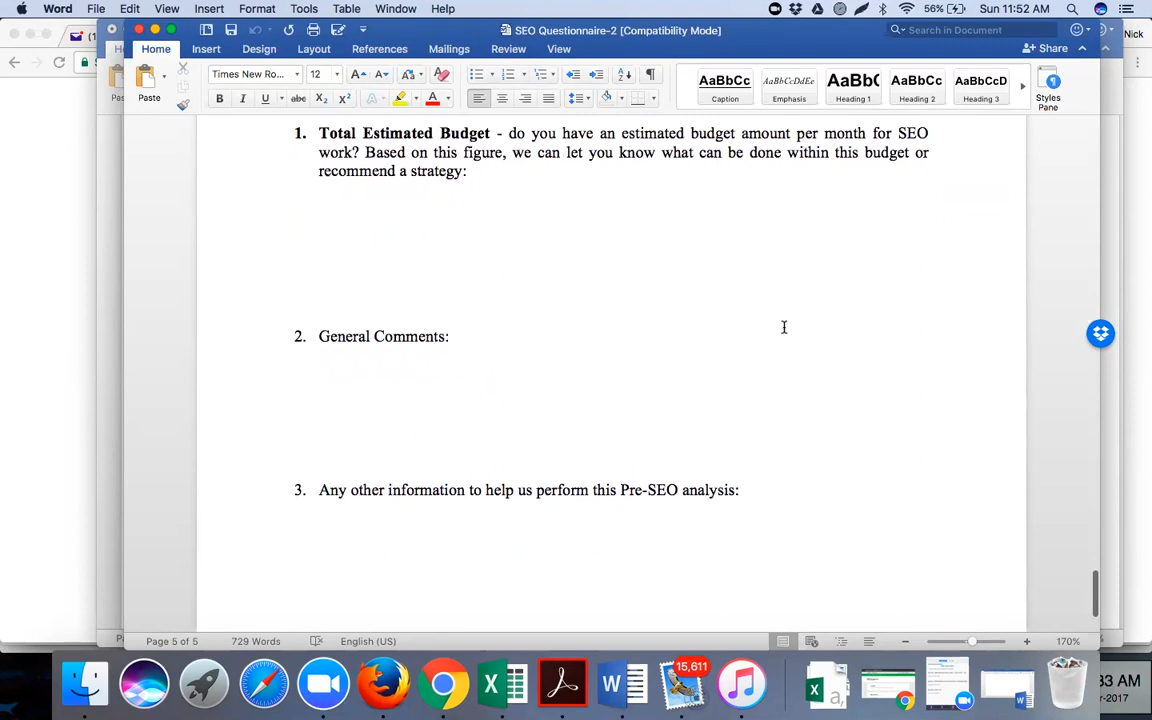 Word File Edit View Insert Format Tools Table Window Help 56% Sun 11:52 AM
SEO Questionnaire-2 [Compatibility Mode] Search in Document Nick
Home Insert Design Layout References Mailings Review View Share
Paste Times New Ro... 12 AaBbCc AaBbCcDdEe AaBbC AaBbCc AaBbCcD
B I U abc X2 X2 A A Caption Emphasis Heading 1 Heading 2 Heading 3 Styles Pane
1. Total Estimated Budget - do you have an estimated budget amount per month for SEO
work? Based on this figure, we can let you know what can be done within this budget or
recommend a strategy:
2. General Comments:
3. Any other information to help us perform this Pre-SEO analysis:
Page 5 of 5 729 Words English (US) 170%
15,611